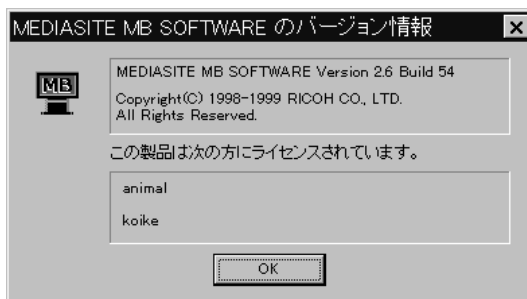 MEDIASITE MB SOFTWARE のバージョン情報
MB
MEDIASITE MB SOFTWARE Version 2.6 Build 54
Copyright(C) 1998-1999 RICOH CO., LTD.
All Rights Reserved.
この製品は次の方にライセンスされています。
animal
koike
OK